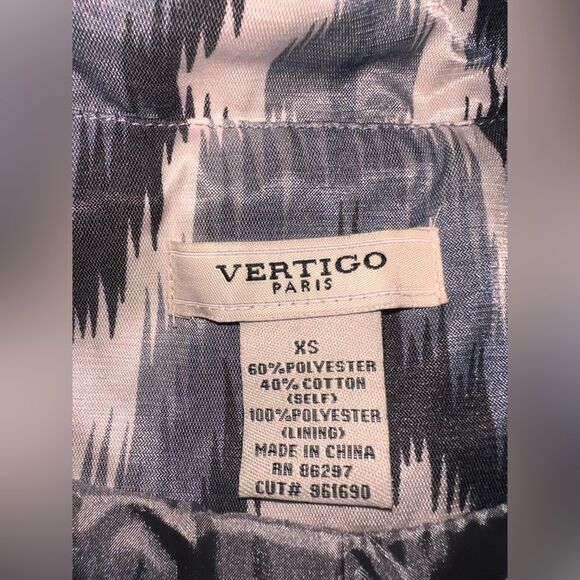 VERTIGO
PARIS
XS
60%POLYESTER
40%COTTON
(SELF)
100%POLYESTER
(LINING)
MADE IN CHINA
RN 86297
CUT# 961690